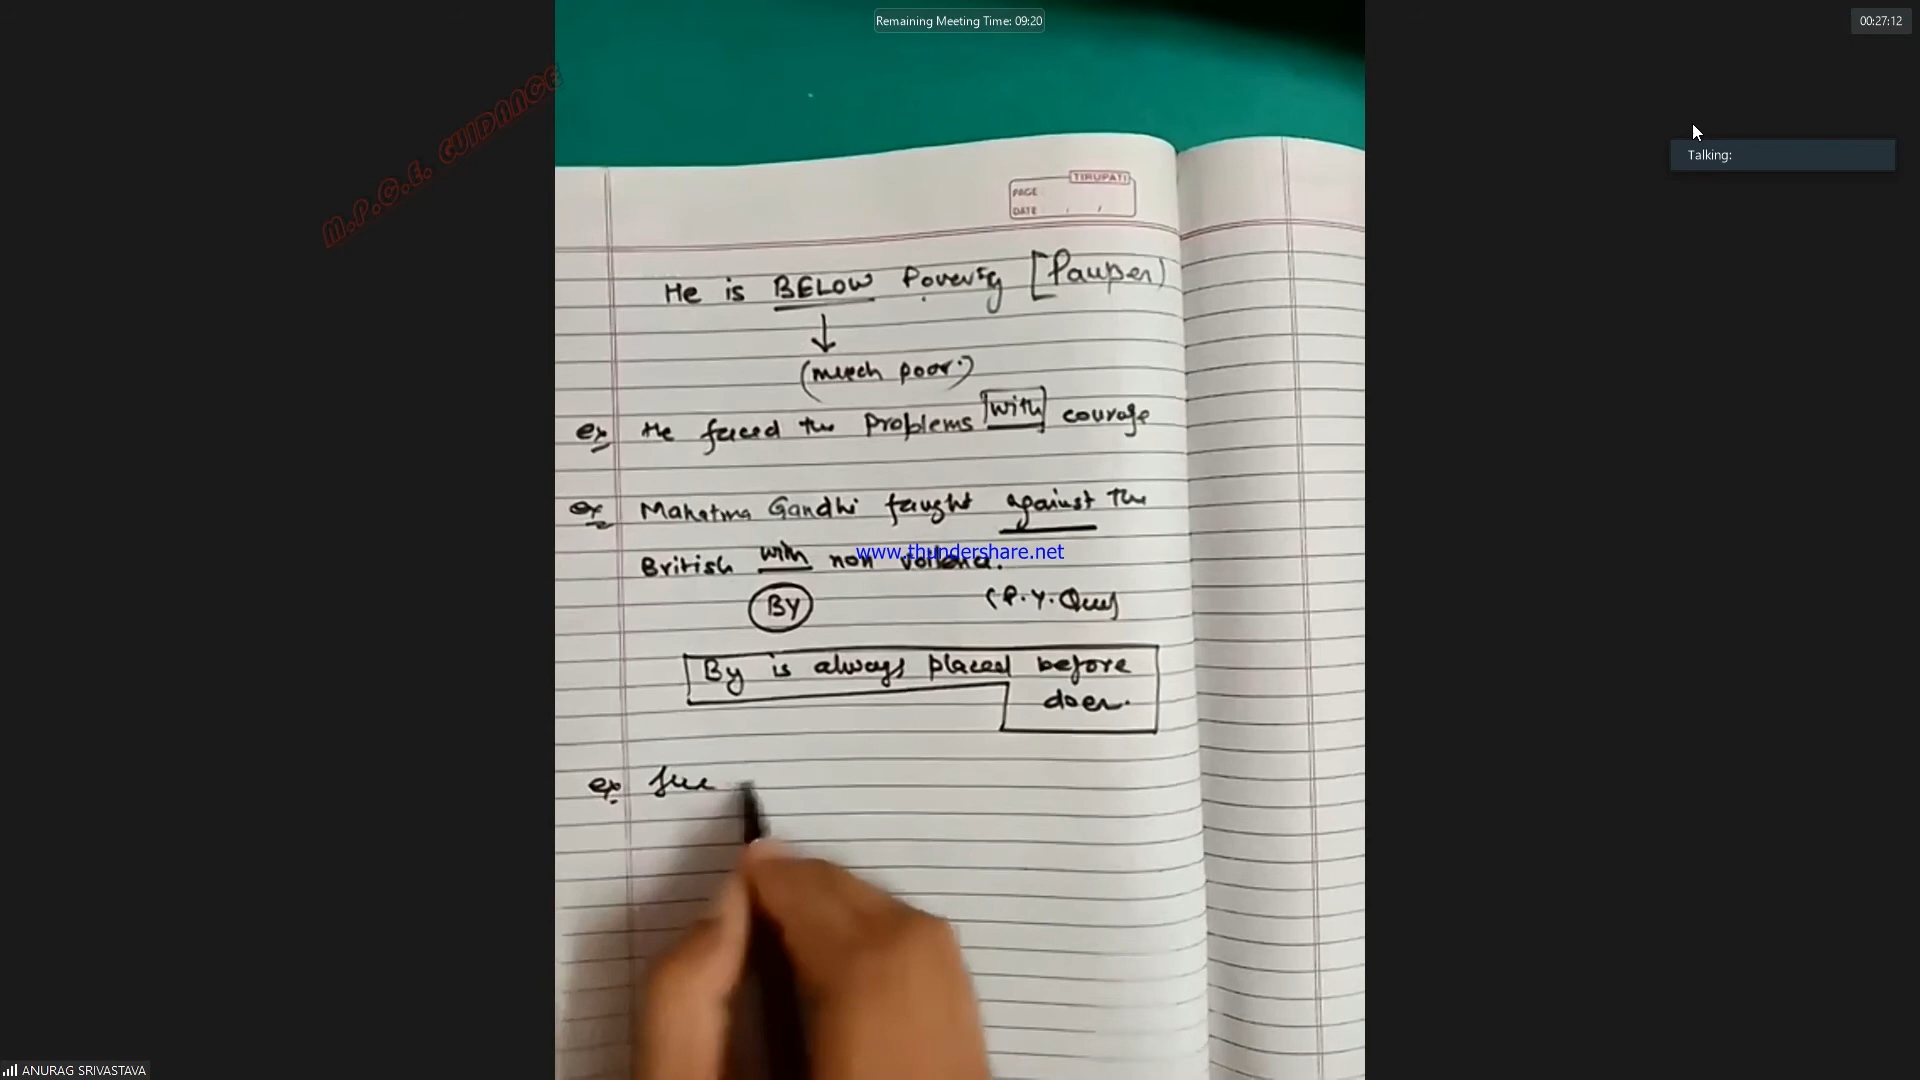 Remaining Meeting Time: 09:20
00:27:12
M.P.G.E. GUIDANCE
Talking:
TIRUPATI
PAGE
DATE / /
He is BELOW Poverty [Pauper)
(much poor.)
ex He faced the Problems with courage
ex Mahatma Gandhi faught against the
British with non voilence.
www.thundershare.net
By (P.Y.Ques)
By is always placed before
doer.
ex
ANURAG SRIVASTAVA